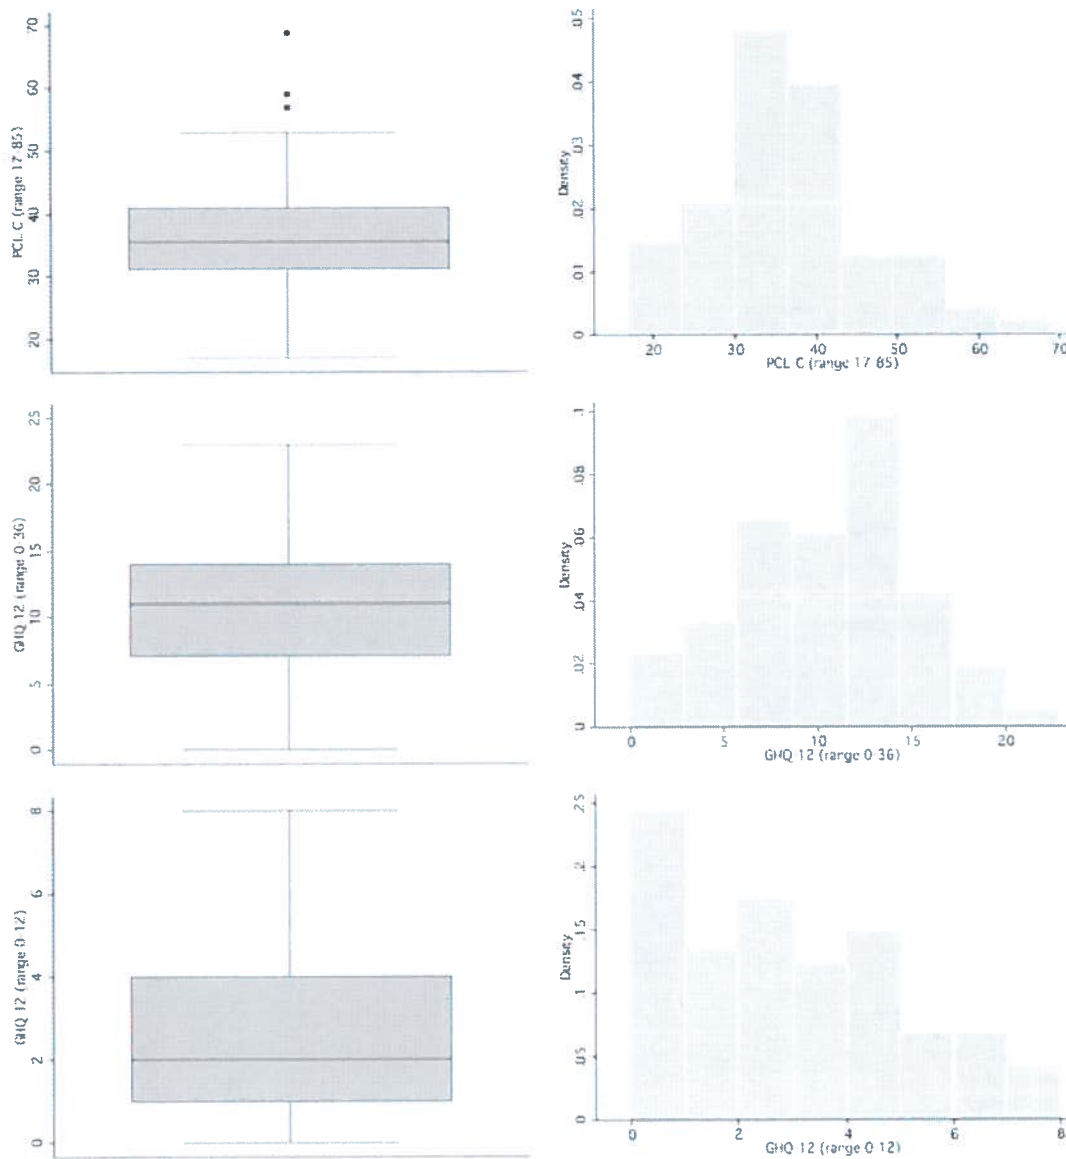 70
60
50
40
30
20
PCL C (range 17-85)
.05
.04
.03
.02
.01
0
Density
20 30 40 50 60 70
PCL C (range 17 85)
25
20
15
10
5
0
GHQ 12 (range 0-36)
.1
.08
.06
.04
.02
0
Density
0 5 10 15 20
GHQ 12 (range 0-36)
8
6
4
2
0
GHQ 12 (range 0-12)
.25
.2
.15
.1
.05
0
Density
0 2 4 6 8
GHQ 12 (range 0-12)